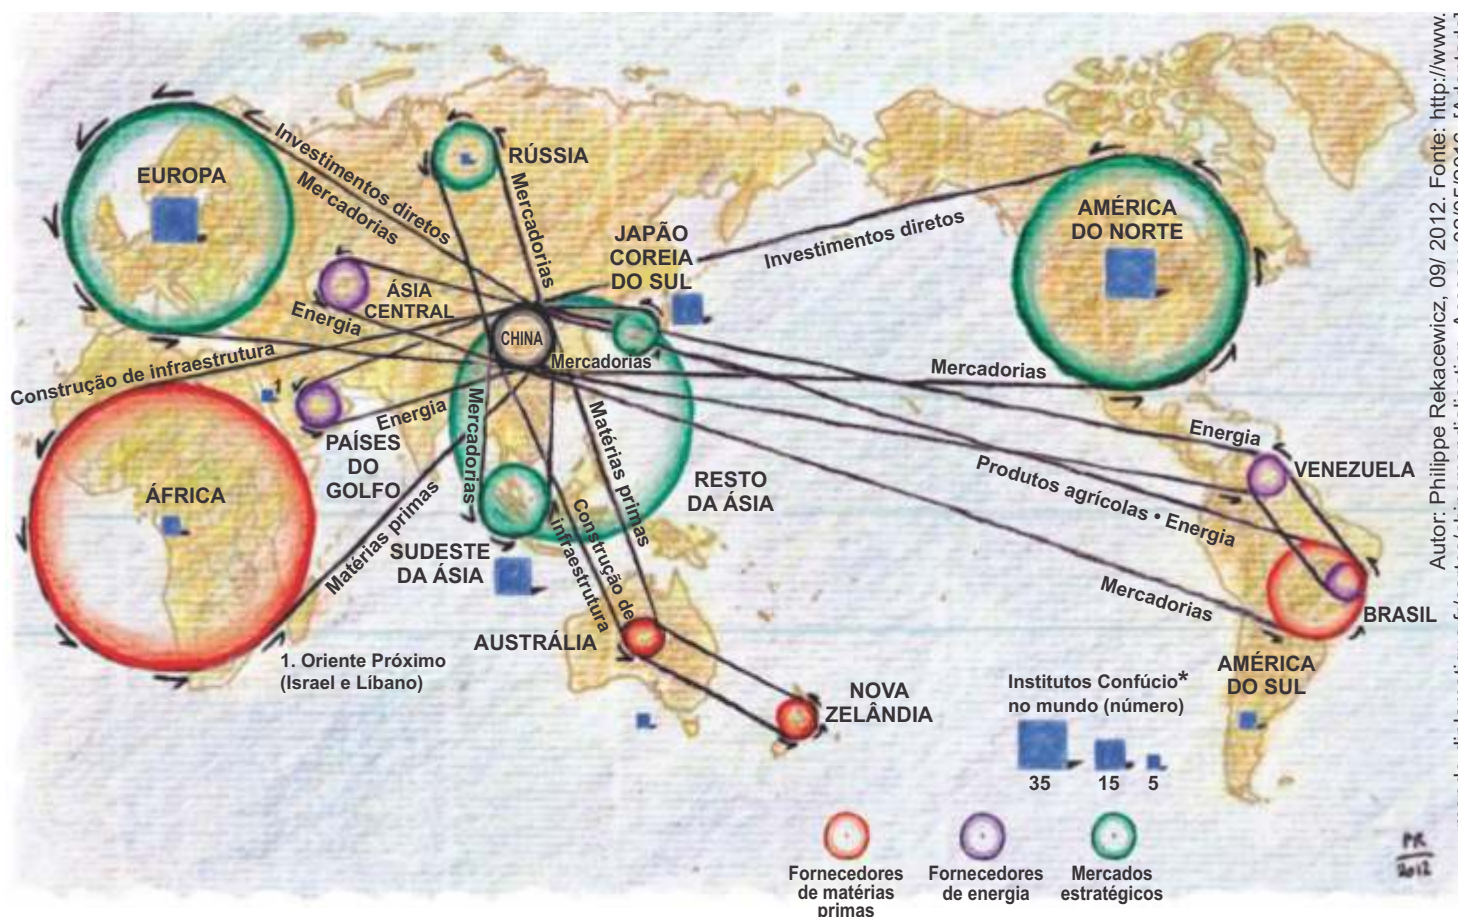 EUROPA
Investimentos diretos
Mercadorias
RÚSSIA
Mercadorias
JAPÃO
COREIA
DO SUL
Investimentos diretos
AMÉRICA
DO NORTE
ÁSIA
CENTRAL
Energia
CHINA
Mercadorias
Mercadorias
Construção de infraestrutura
1
Energia
PAÍSES
DO
GOLFO
Mercadorias
Matérias primas
RESTO
DA ÁSIA
Energia
VENEZUELA
Produtos agrícolas • Energia
ÁFRICA
Matérias primas
SUDESTE
DA ÁSIA
Construção de
infraestrutura
Mercadorias
BRASIL
AUSTRÁLIA
1. Oriente Próximo
(Israel e Líbano)
NOVA
ZELÂNDIA
AMÉRICA
DO SUL
Institutos Confúcio*
no mundo (número)
35 15 5
Fornecedores
de matérias
primas
Fornecedores
de energia
Mercados
estratégicos
PR
2012
Autor: Philippe Rekacewicz, 09/ 2012. Fonte: http://www.